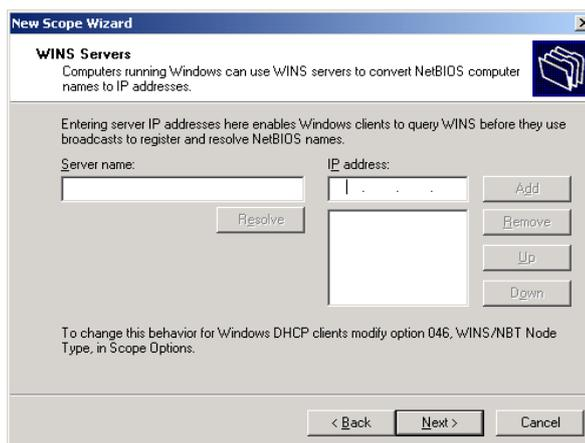 New Scope Wizard
WINS Servers
Computers running Windows can use WINS servers to convert NetBIOS computer
names to IP addresses.
Entering server IP addresses here enables Windows clients to query WINS before they use
broadcasts to register and resolve NetBIOS names.
Server name:
IP address:
. . .
Add
Resolve
Remove
Up
Down
To change this behavior for Windows DHCP clients modify option 046, WINS/NBT Node
Type, in Scope Options.
< Back
Next >
Cancel